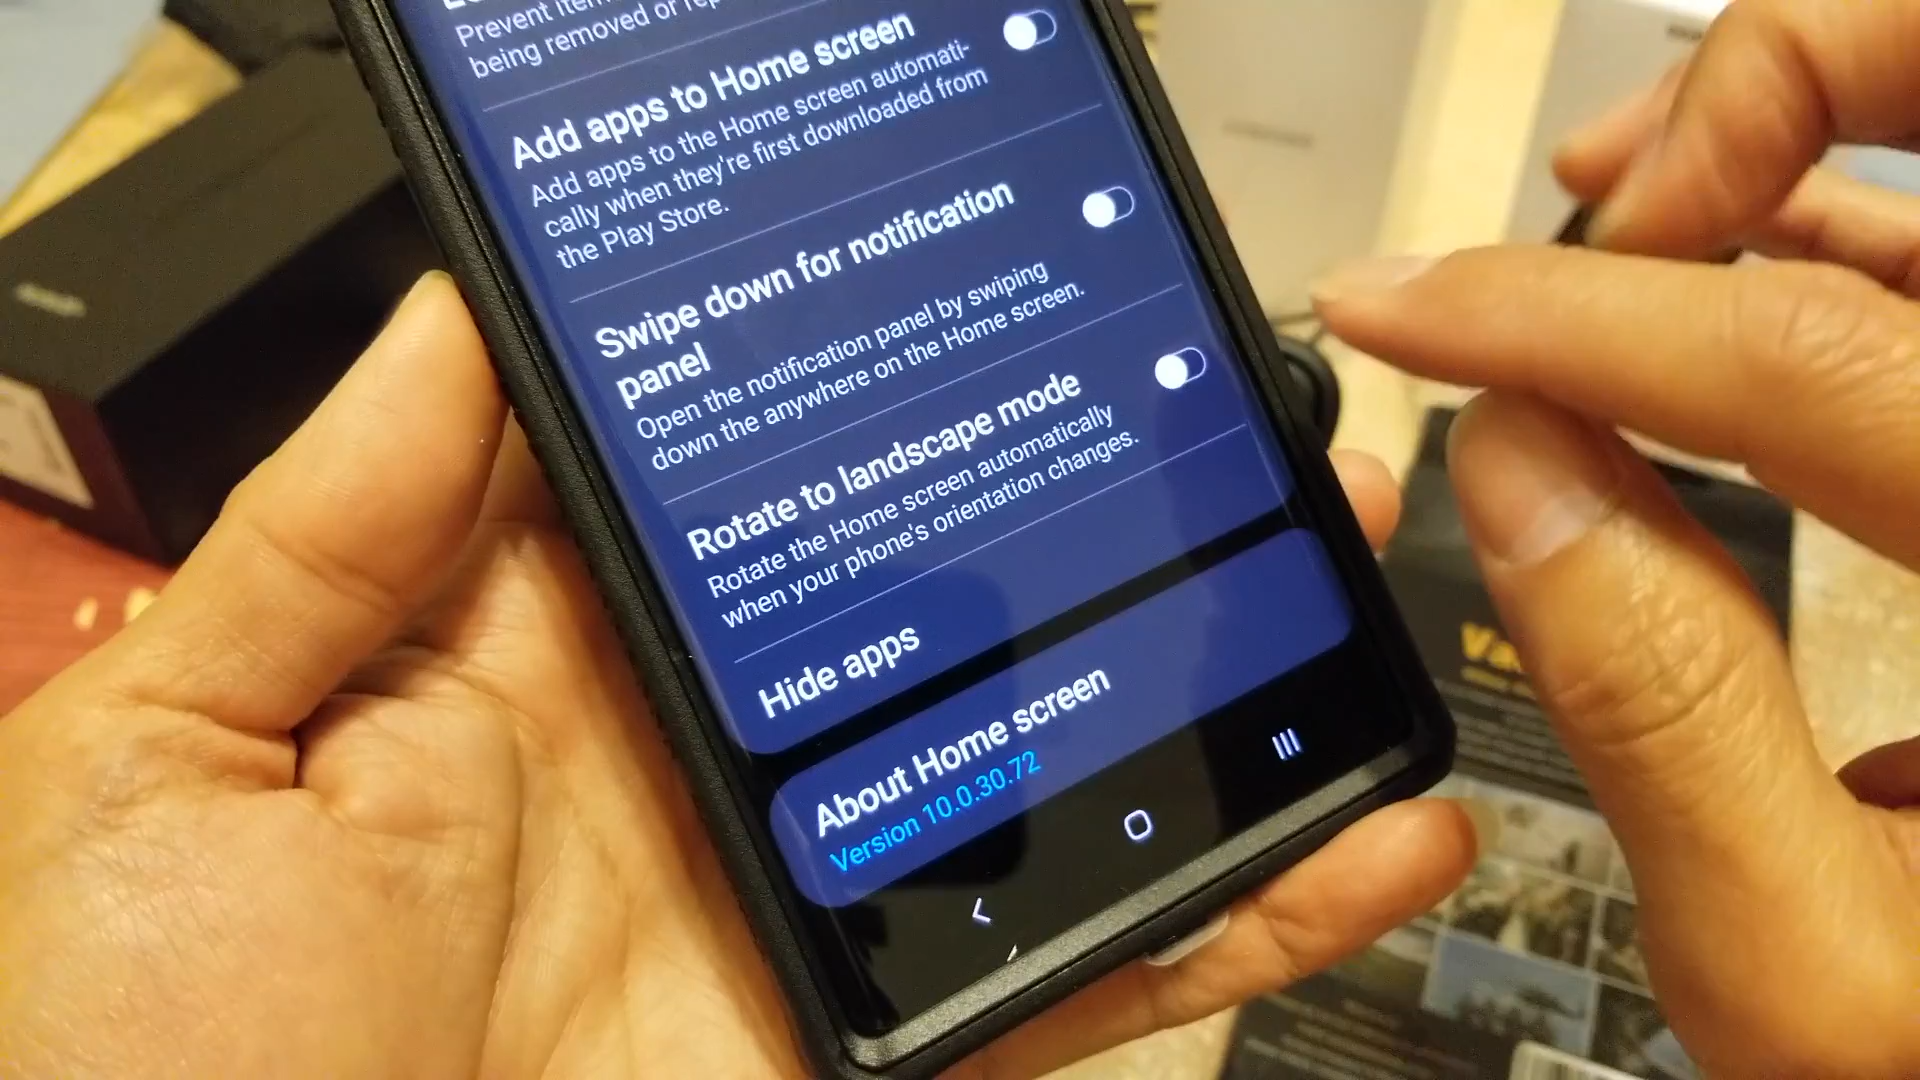 Prevent
being removed or
Add apps to Home screen
Add apps to the Home screen automati-
cally when they're first downloaded from
the Play Store.
Swipe down for notification
panel
Open the notification panel by swiping
down the anywhere on the Home screen.
Rotate to landscape mode
Rotate the Home screen automatically
when your phone's orientation changes.
Hide apps
About Home screen
Version 10.0.30.72